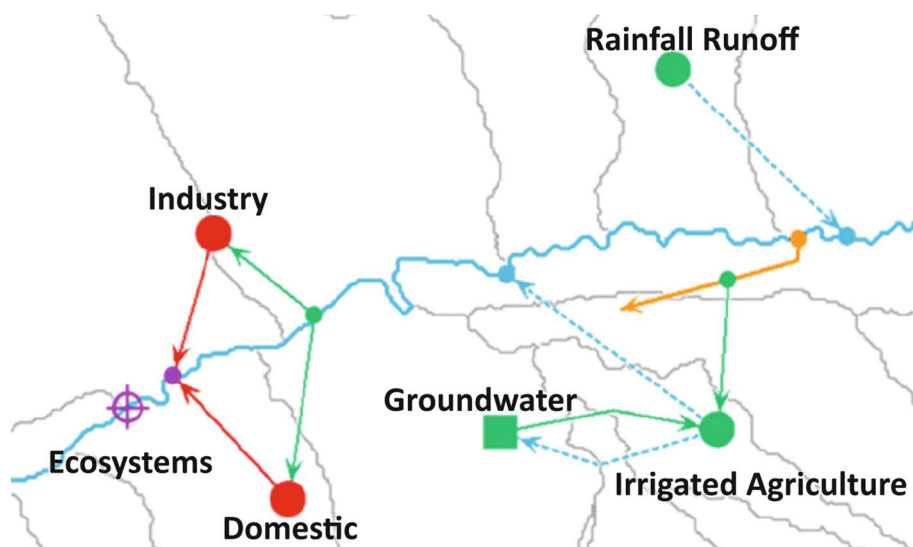 Rainfall Runoff
Industry
Groundwater
Ecosystems
Irrigated Agriculture
Domestic